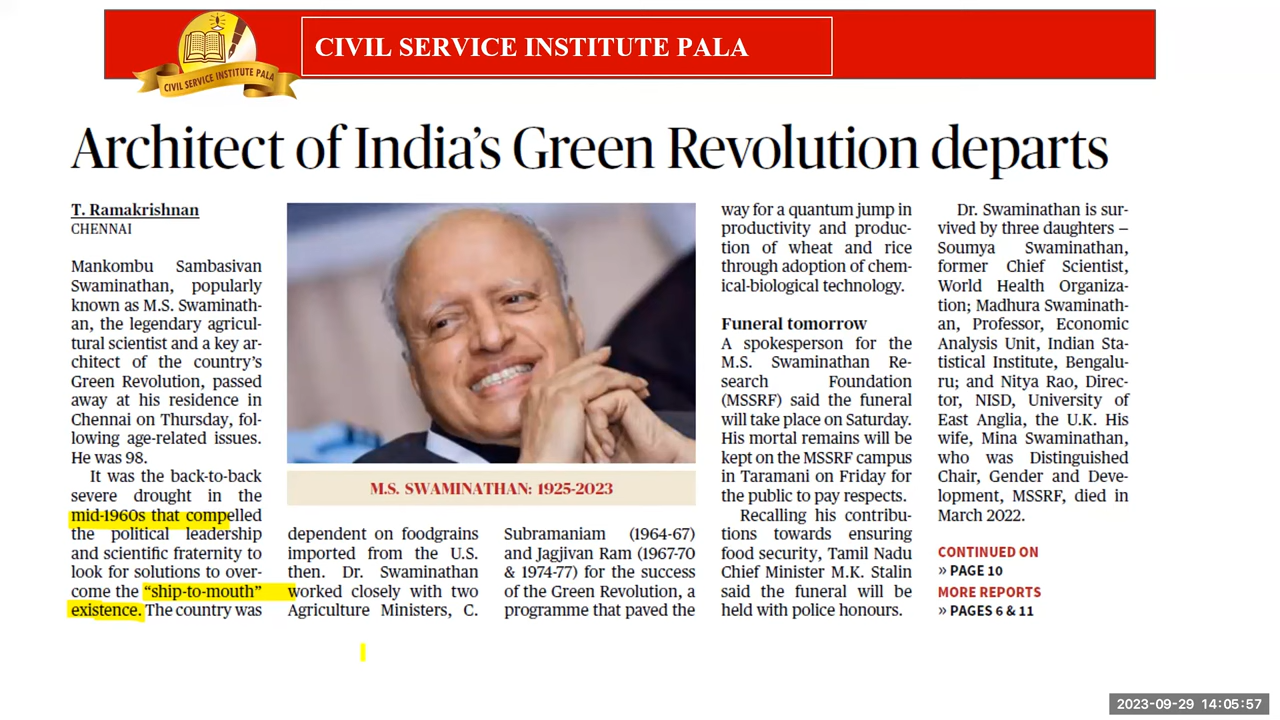 CIVIL SERVICE INSTITUTE PALA
CIVIL SERVICE INSTITUTE PALA
Architect of India’s Green Revolution departs
T. Ramakrishnan
CHENNAI
Mankombu Sambasivan
Swaminathan, popularly
known as M.S. Swaminath-
an, the legendary agricul-
tural scientist and a key ar-
chitect of the country’s
Green Revolution, passed
away at his residence in
Chennai on Thursday, fol-
lowing age-related issues.
He was 98.
It was the back-to-back
severe drought in the
mid-1960s that compelled
the political leadership
and scientific fraternity to
look for solutions to over-
come the “ship-to-mouth”
existence. The country was
M.S. SWAMINATHAN: 1925-2023
dependent on foodgrains
imported from the U.S.
then. Dr. Swaminathan
worked closely with two
Agriculture Ministers, C.
Subramaniam (1964-67)
and Jagjivan Ram (1967-70
& 1974-77) for the success
of the Green Revolution, a
programme that paved the
way for a quantum jump in
productivity and produc-
tion of wheat and rice
through adoption of chem-
ical-biological technology.
Funeral tomorrow
A spokesperson for the
M.S. Swaminathan Re-
search Foundation
(MSSRF) said the funeral
will take place on Saturday.
His mortal remains will be
kept on the MSSRF campus
in Taramani on Friday for
the public to pay respects.
Recalling his contribu-
tions towards ensuring
food security, Tamil Nadu
Chief Minister M.K. Stalin
said the funeral will be
held with police honours.
Dr. Swaminathan is sur-
vived by three daughters –
Soumya Swaminathan,
former Chief Scientist,
World Health Organiza-
tion; Madhura Swaminath-
an, Professor, Economic
Analysis Unit, Indian Sta-
tistical Institute, Bengalu-
ru; and Nitya Rao, Direc-
tor, NISD, University of
East Anglia, the U.K. His
wife, Mina Swaminathan,
who was Distinguished
Chair, Gender and Deve-
lopment, MSSRF, died in
March 2022.
CONTINUED ON
» PAGE 10
MORE REPORTS
» PAGES 6 & 11
2023-09-29 14:05:57